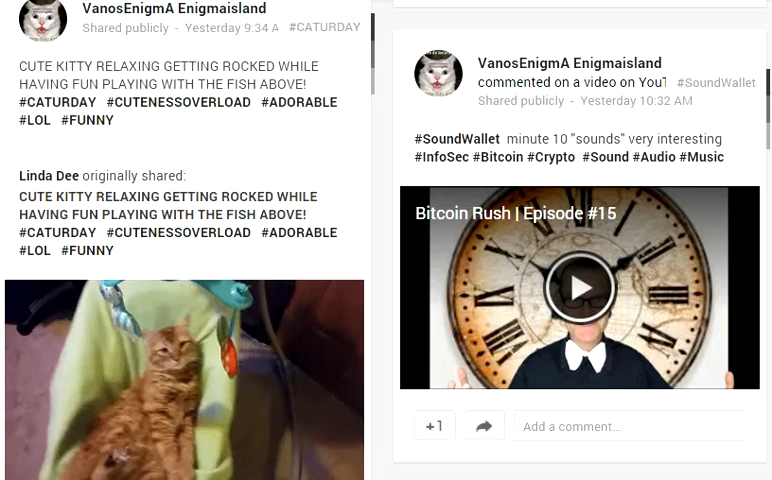 VanosEnigmA Enigmaisland
Shared publicly - Yesterday 9:34 A #CATURDAY
CUTE KITTY RELAXING GETTING ROCKED WHILE
HAVING FUN PLAYING WITH THE FISH ABOVE!
#CATURDAY #CUTENESSOVERLOAD #ADORABLE
#LOL #FUNNY
Linda Dee originally shared:
CUTE KITTY RELAXING GETTING ROCKED WHILE
HAVING FUN PLAYING WITH THE FISH ABOVE!
#CATURDAY #CUTENESSOVERLOAD #ADORABLE
#LOL #FUNNY
VanosEnigmA Enigmaisland
commented on a video on YouT #SoundWallet
Shared publicly - Yesterday 10:32 AM
#SoundWallet minute 10 "sounds" very interesting
#InfoSec #Bitcoin #Crypto #Sound #Audio #Music
Bitcoin Rush | Episode #15
+1
Add a comment...